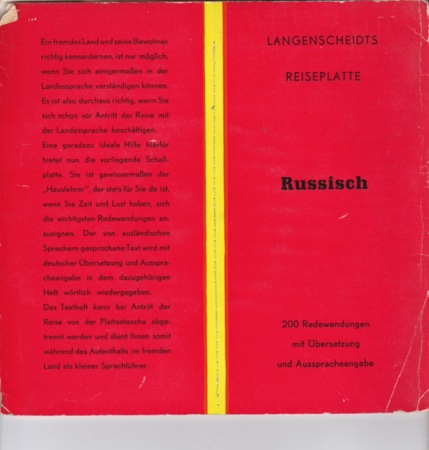 Ein fremdes Land und seine Bewohner
richtig kennenlernen, ist nur möglich,
wenn Sie sich einigermaßen in der
Landessprache verständigen können.
Es ist also durchaus richtig, wenn Sie
sich schon vor Antritt der Reise mit
der Landessprache beschäftigen.
Eine geradezu ideale Hilfe hierfür
bietet nun die vorliegende Schall-
platte. Sie ist gewissermaßen der
„Hauslehrer", der stets für Sie da ist,
wenn Sie Zeit und Lust haben, sich
die wichtigsten Redewendungen an-
zueignen. Der von ausländischen
Sprechern gesprochene Text wird mit
deutscher Übersetzung und Ausspra-
cheangabe in dem dazugehörigen
Heft wörtlich wiedergegeben.
Das Textheft kann bei Antritt der
Reise von der Plattentasche abge-
trennt werden und dient Ihnen somit
während des Aufenthalts im fremden
Land als kleiner Sprachführer.
LANGENSCHEIDTS
REISEPLATTE
Russisch
200 Redewendungen
mit Übersetzung
und Ausspracheangabe